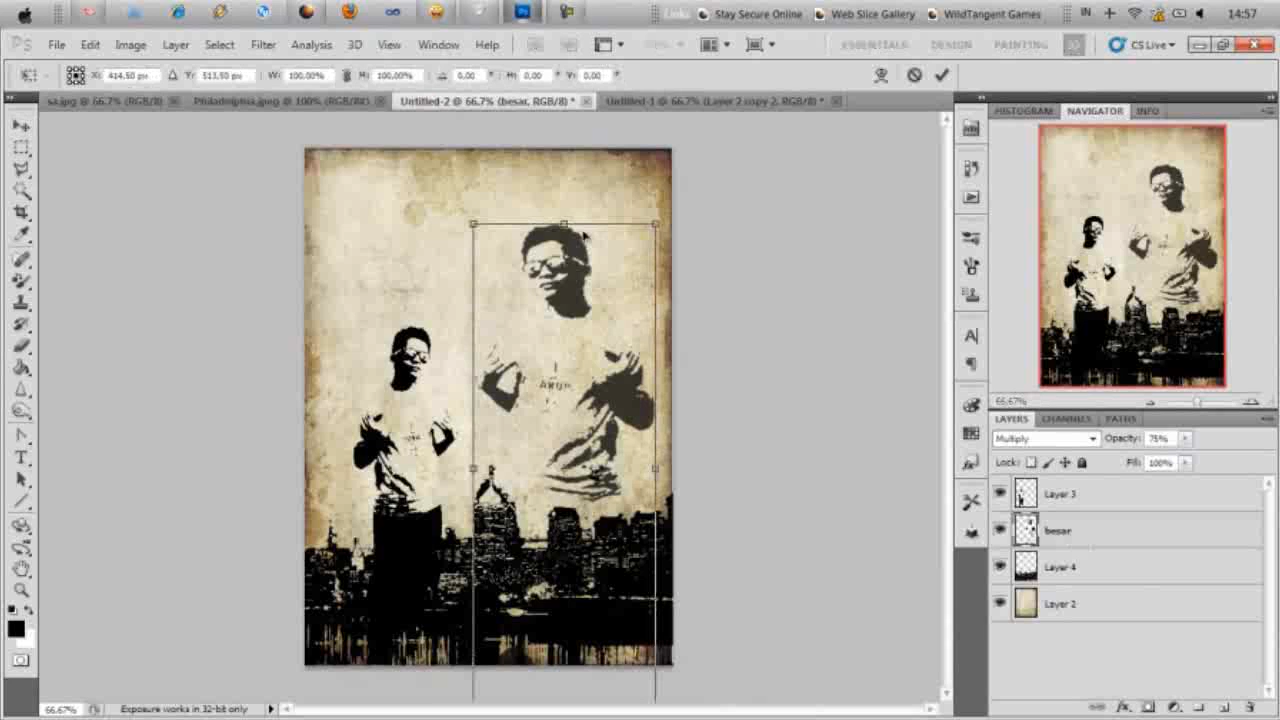 IN 14:57
Stay Secure Online Web Slice Gallery WildTangent Games
Ps File Edit Image Layer Select Filter Analysis 3D View Window Help
ESSENTIALS DESIGN PAINTING 3D CS Live
X: 414,50 px Y: 513,50 px W: 100,00% H: 100,00% 0,00 ° H: 0,00 ° V: 0,00 °
sa.jpg @ 66.7% (RGB/8) Philadelphia.jpeg @ 100% (RGB/8#) Untitled-2 @ 66.7% (besar, RGB/8) * Untitled-1 @ 66.7% (Layer 2 copy 2, RGB/8) *
HISTOGRAM NAVIGATOR INFO
66.67%
LAYERS CHANNELS PATHS
Multiply Opacity: 75%
Lock: Fill: 100%
Layer 3
besar
Layer 4
Layer 2
66.67% Exposure works in 32-bit only